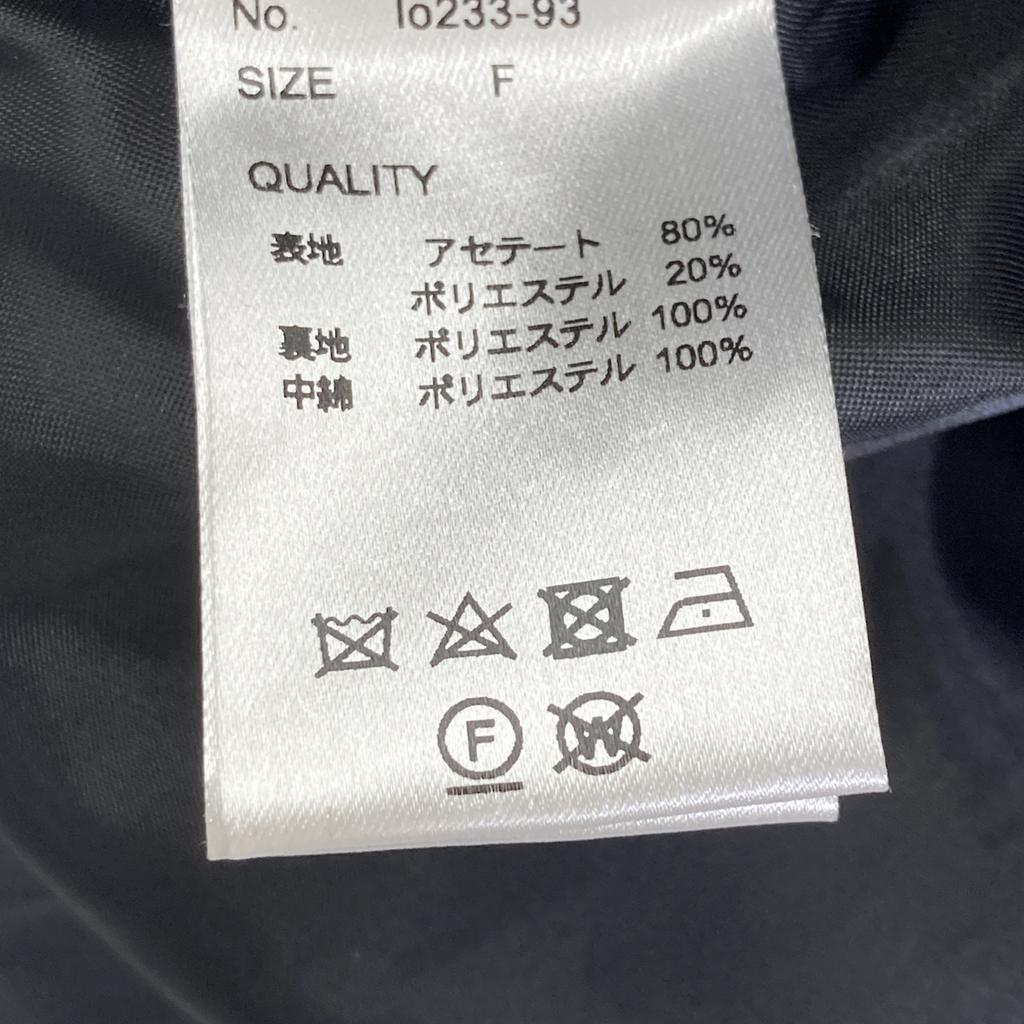 No. lo233-93
SIZE F
QUALITY
表地 アセテート 80%
ポリエステル 20%
裏地 ポリエステル 100%
中綿 ポリエステル 100%
F W